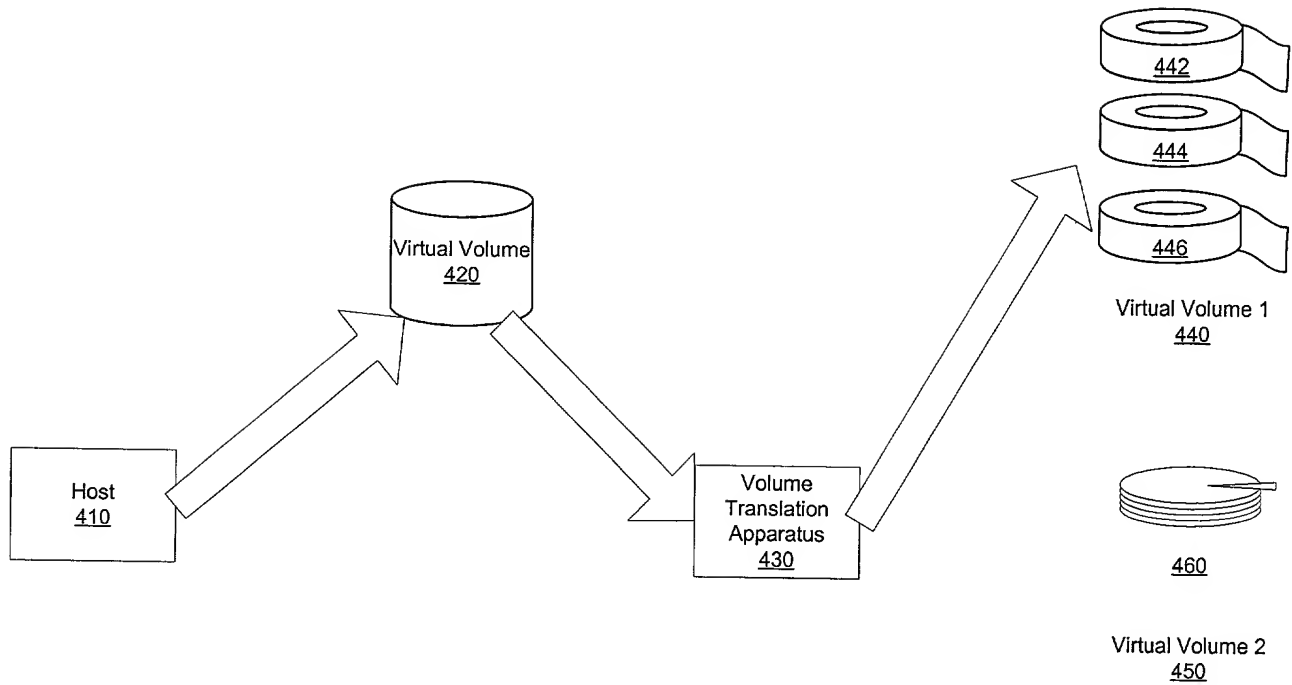 442
444
446
Virtual Volume 1
440
Virtual Volume
420
Host
410
Volume
Translation
Apparatus
430
460
Virtual Volume 2
450